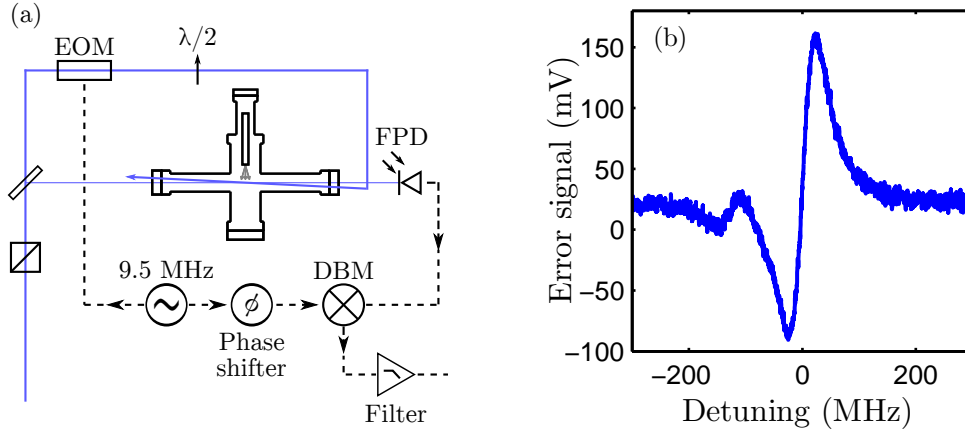 (a)
EOM
λ/2
FPD
9.5 MHz
DBM
ϕ
Phase
shifter
Filter
(b)
Error signal (mV)
150
100
50
0
−50
−100
−200 0 200
Detuning (MHz)